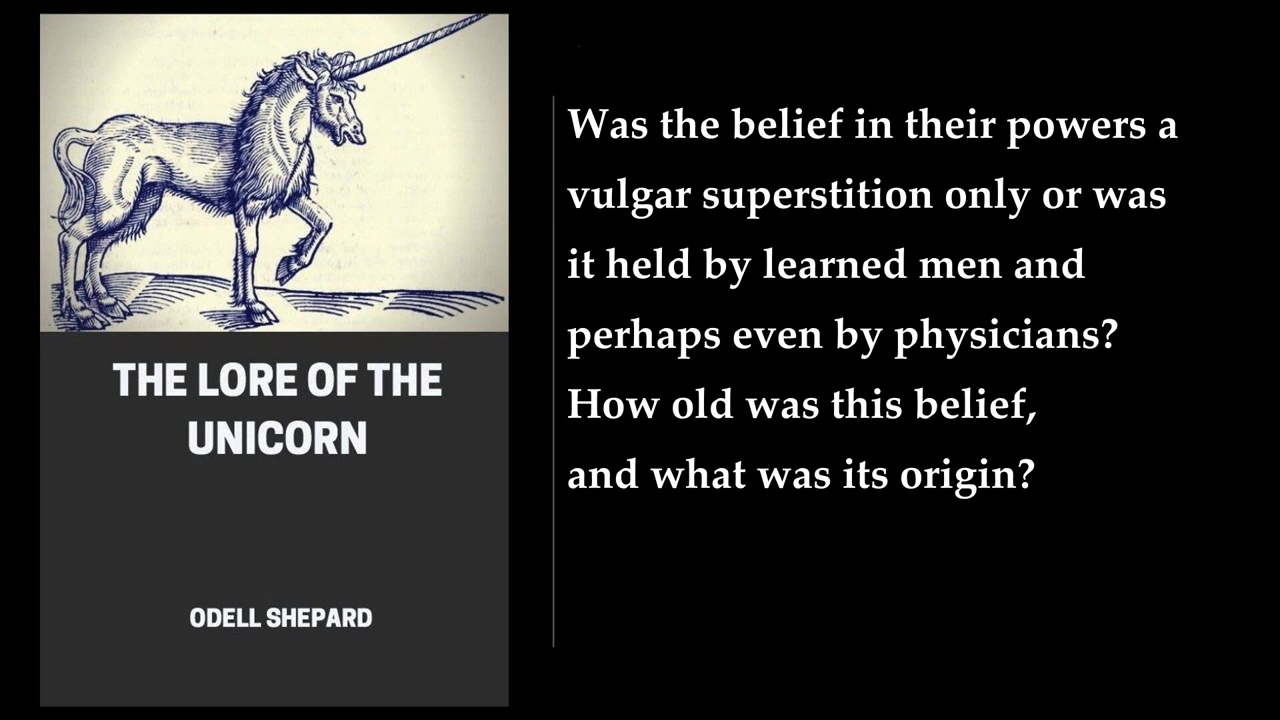 THE LORE OF THE
UNICORN
ODELL SHEPARD
Was the belief in their powers a
vulgar superstition only or was
it held by learned men and
perhaps even by physicians?
How old was this belief,
and what was its origin?